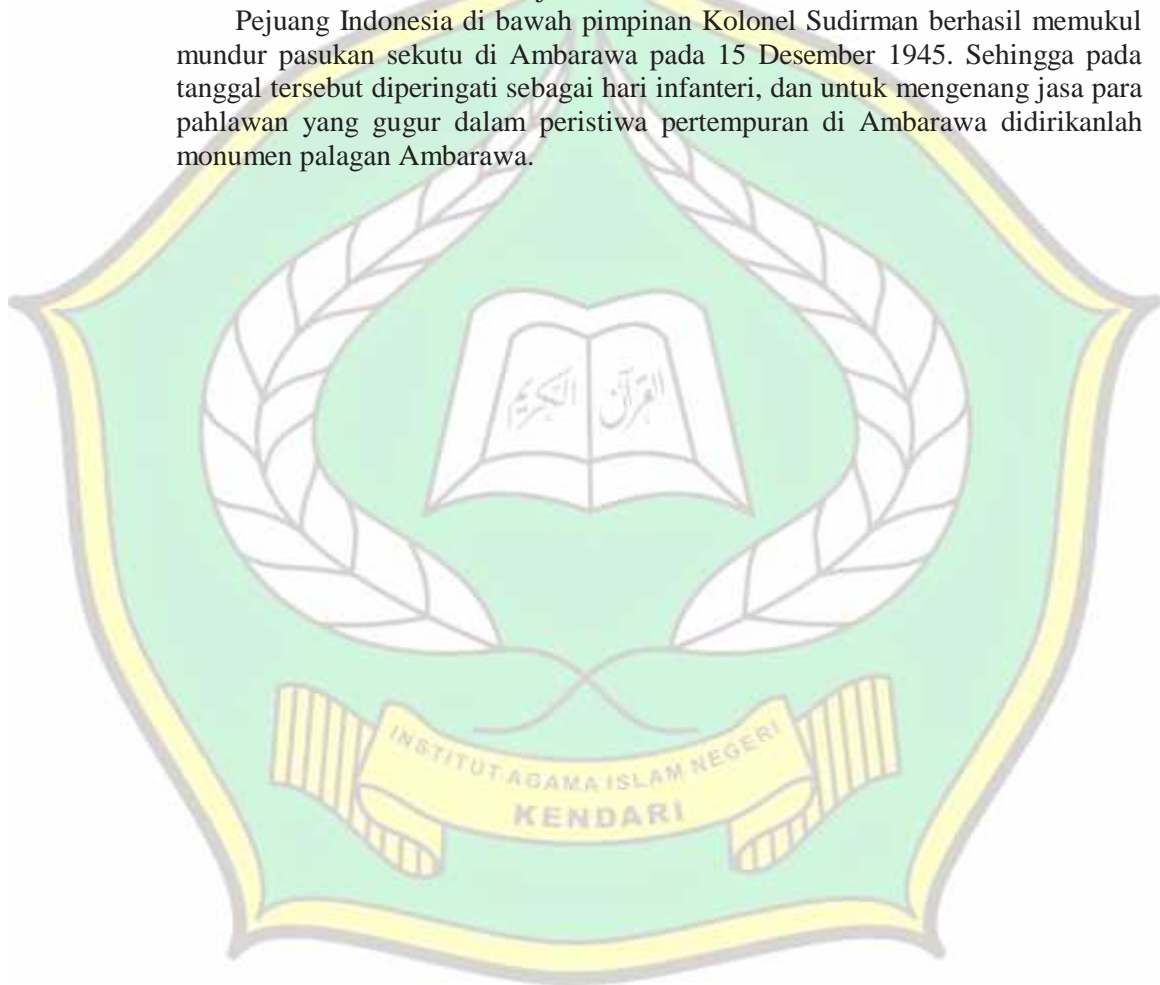 Pejuang Indonesia di bawah pimpinan Kolonel Sudirman berhasil memukul
mundur pasukan sekutu di Ambarawa pada 15 Desember 1945. Sehingga pada
tanggal tersebut diperingati sebagai hari infanteri, dan untuk mengenang jasa para
pahlawan yang gugur dalam peristiwa pertempuran di Ambarawa didirikanlah
monumen palagan Ambarawa.
القرآن الكريم
INSTITUT AGAMA ISLAM NEGERI
KENDARI